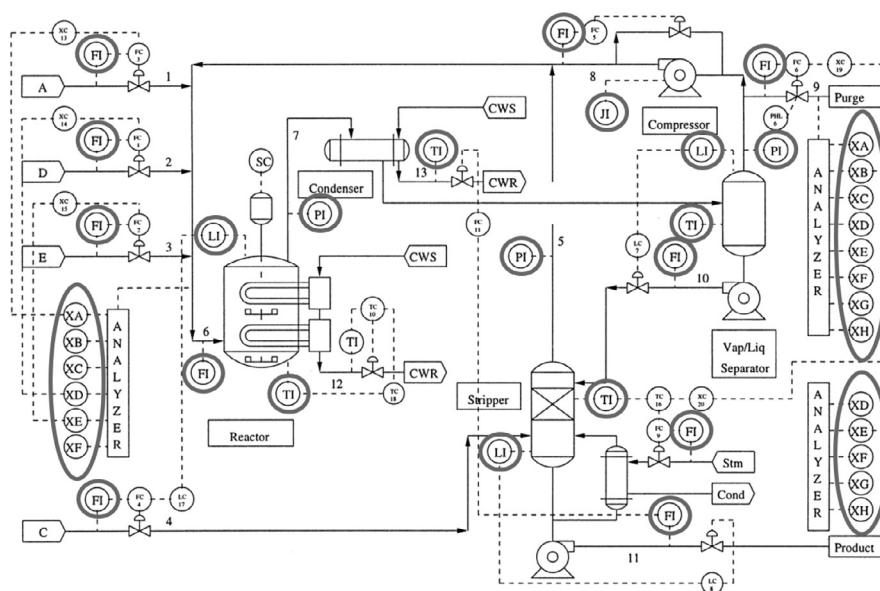 XC 13
FI
FC 3
A
1
XC 14
FI
FC 1
D
2
XC 15
FI
FC 2
E
3
FI
FC 5
8
JI
Compressor
FI
FC 6
XC 19
9
Purge
PHL 6
PI
LI
7
CWS
TI
13
CWR
SC
Condenser
PI
LI
FC 11
LC 7
TI
FI
10
PI
5
Vap/Liq
Separator
ANALYZER
XA
XB
XC
XD
XE
XF
XG
XH
CWS
TC 10
TI
12
CWR
6
FI
TI
TC 18
Reactor
XA
XB
XC
XD
XE
XF
ANALYZER
Stripper
TI
TC 16
XC 20
FC 9
FI
Stm
LI
Cond
ANALYZER
XD
XE
XF
XG
XH
FI
FC 4
LC 17
C
4
FI
11
Product
LC